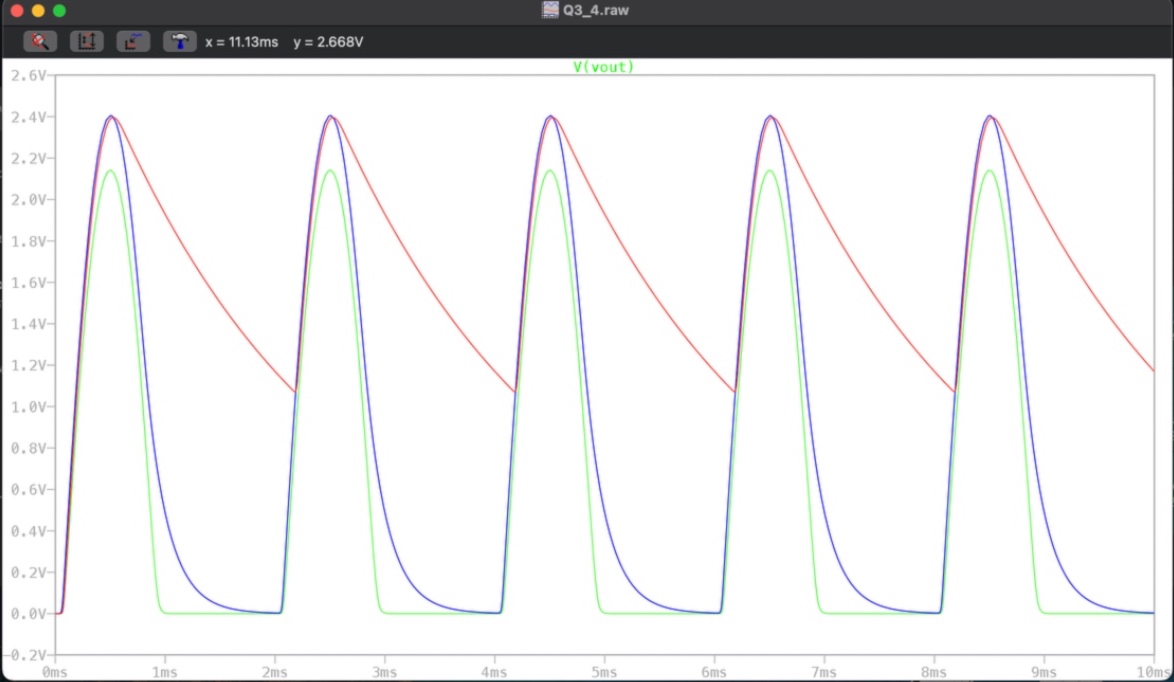 Q3_4.raw
x = 11.13ms y = 2.668V
V(vout)
2.6V
2.4V
2.2V
2.0V
1.8V
1.6V
1.4V
1.2V
1.0V
0.8V
0.6V
0.4V
0.2V
0.0V
-0.2V
0ms 1ms 2ms 3ms 4ms 5ms 6ms 7ms 8ms 9ms 10ms